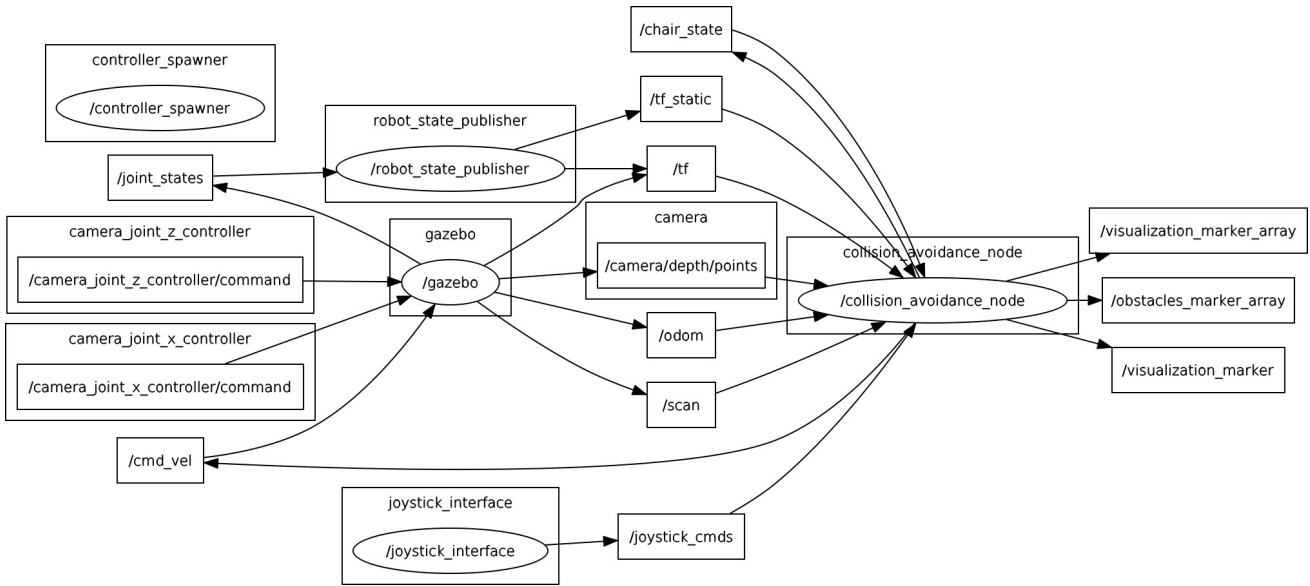 /chair_state
controller_spawner
/controller_spawner
/tf_static
robot_state_publisher
/robot_state_publisher
/joint_states
/tf
camera
/camera/depth/points
camera_joint_z_controller
/camera_joint_z_controller/command
gazebo
/gazebo
collision_avoidance_node
/collision_avoidance_node
/visualization_marker_array
/obstacles_marker_array
/visualization_marker
/odom
camera_joint_x_controller
/camera_joint_x_controller/command
/scan
/cmd_vel
joystick_interface
/joystick_interface
/joystick_cmds